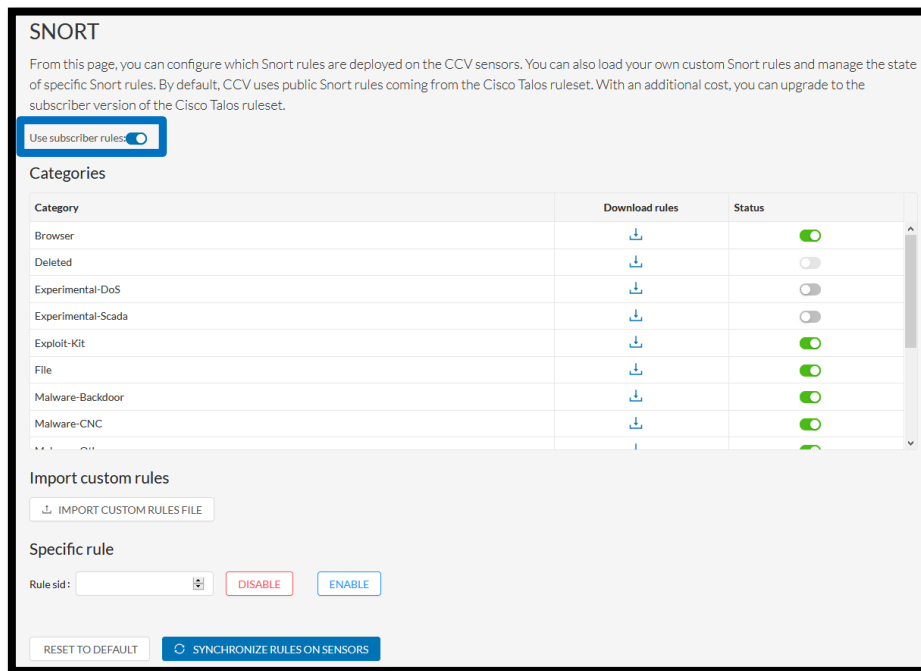 SNORT
From this page, you can configure which Snort rules are deployed on the CCV sensors. You can also load your own custom Snort rules and manage the state
of specific Snort rules. By default, CCV uses public Snort rules coming from the Cisco Talos ruleset. With an additional cost, you can upgrade to the
subscriber version of the Cisco Talos ruleset.
Use subscriber rules:
Categories
Category Download rules Status
Browser
Deleted
Experimental-DoS
Experimental-Scada
Exploit-Kit
File
Malware-Backdoor
Malware-CNC
Import custom rules
IMPORT CUSTOM RULES FILE
Specific rule
Rule sid: DISABLE ENABLE
RESET TO DEFAULT SYNCHRONIZE RULES ON SENSORS